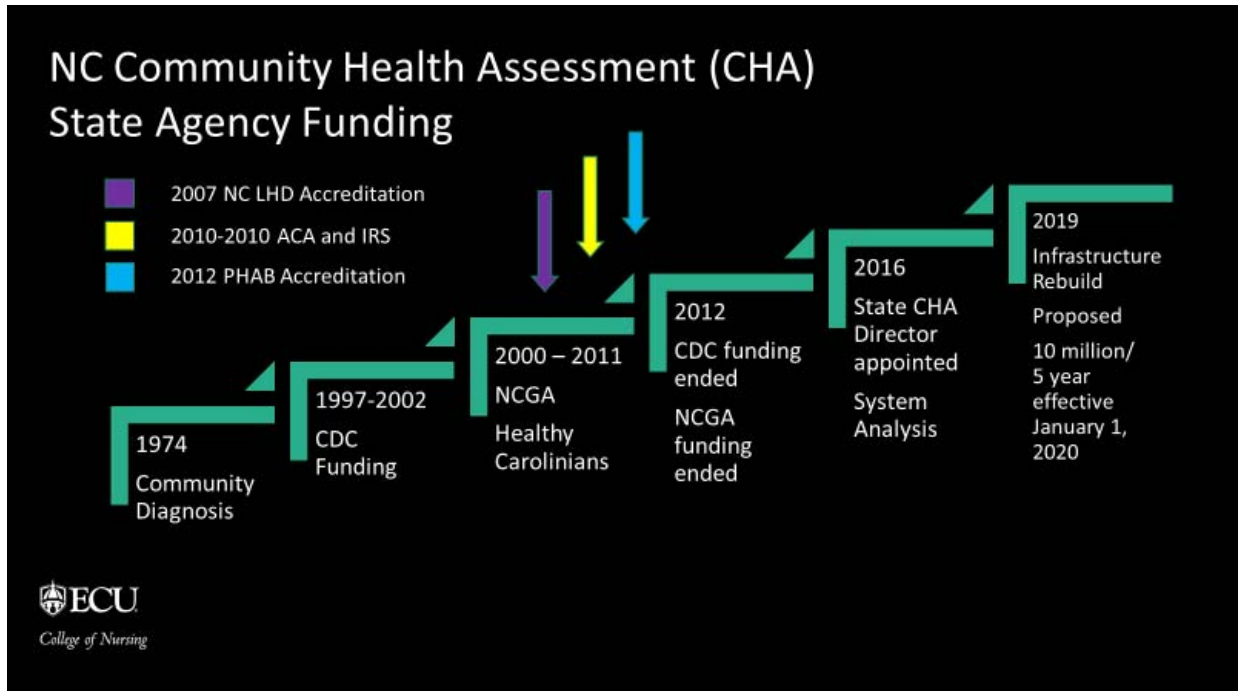 NC Community Health Assessment (CHA)
State Agency Funding
2007 NC LHD Accreditation
2010-2010 ACA and IRS
2012 PHAB Accreditation
1974
Community
Diagnosis
1997-2002
CDC
Funding
2000 – 2011
NCGA
Healthy
Carolinians
2012
CDC funding
ended
NCGA
funding
ended
2016
State CHA
Director
appointed
System
Analysis
2019
Infrastructure
Rebuild
Proposed
10 million/
5 year
effective
January 1,
2020
ECU
College of Nursing